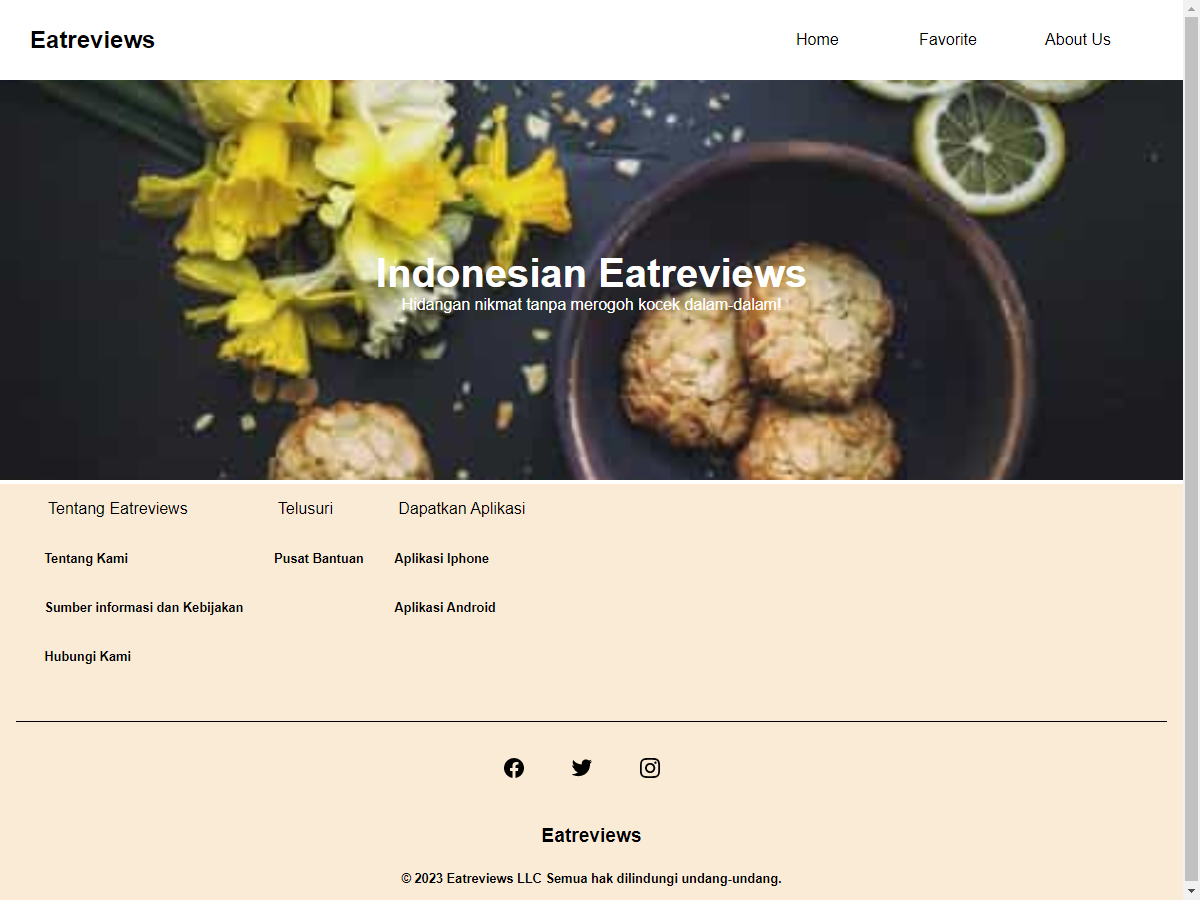 Eatreviews
Home
Favorite
About Us
Indonesian Eatreviews
Hidangan nikmat tanpa merogoh kocek dalam-dalam!
Tentang Eatreviews
Tentang Kami
Sumber informasi dan Kebijakan
Hubungi Kami
Telusuri
Pusat Bantuan
Dapatkan Aplikasi
Aplikasi Iphone
Aplikasi Android
Eatreviews
© 2023 Eatreviews LLC Semua hak dilindungi undang-undang.